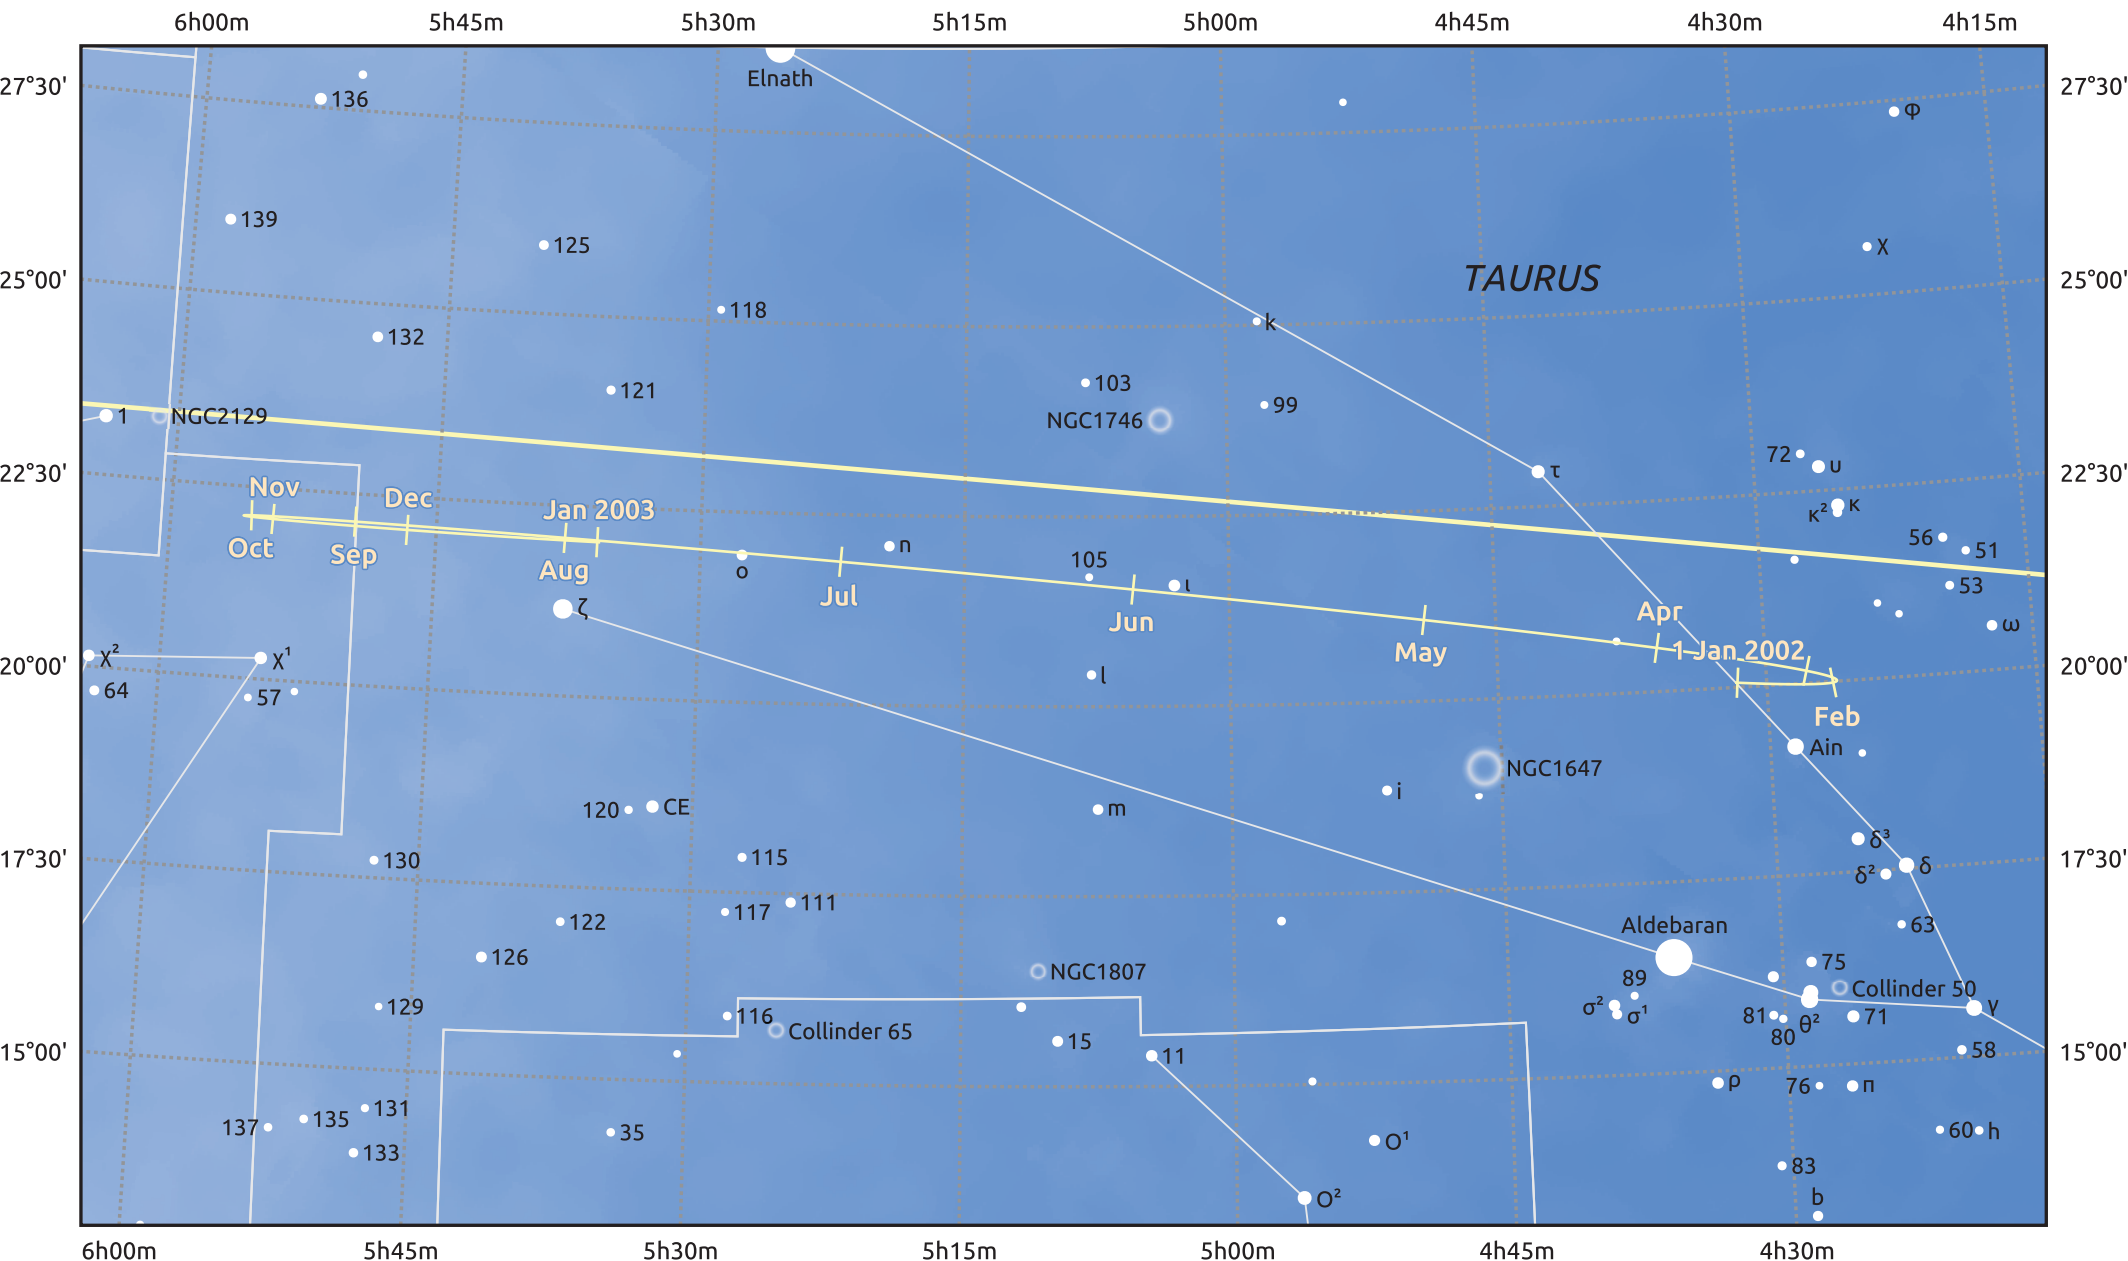 6h00m 5h45m 5h30m 5h15m 5h00m 4h45m 4h30m 4h15m
27°30' 27°30'
Elnath
136
φ
139
125
χ
TAURUS
25°00' 25°00'
118
k
132
121
103
99
1
NGC2129
NGC1746
72
υ
τ
22°30' 22°30'
Nov
Dec
Jan 2003
κ
κ²
56
51
Oct
Sep
Aug
o
n
105
ι
53
Jul
Jun
ζ
Apr
ω
May
1 Jan 2002
χ²
χ¹
20°00' 20°00'
64
57
l
Feb
Ain
NGC1647
i
120
CE
m
δ³
17°30' 17°30'
130
115
δ
δ²
111
117
122
63
Aldebaran
126
75
NGC1807
89
Collinder 50
129
σ²
σ¹
γ
116
81
80
θ²
71
Collinder 65
15
11
58
15°00' 15°00'
ρ
76
π
131
135
137
133
35
O¹
60
h
83
O²
b
6h00m 5h45m 5h30m 5h15m 5h00m 4h45m 4h30m